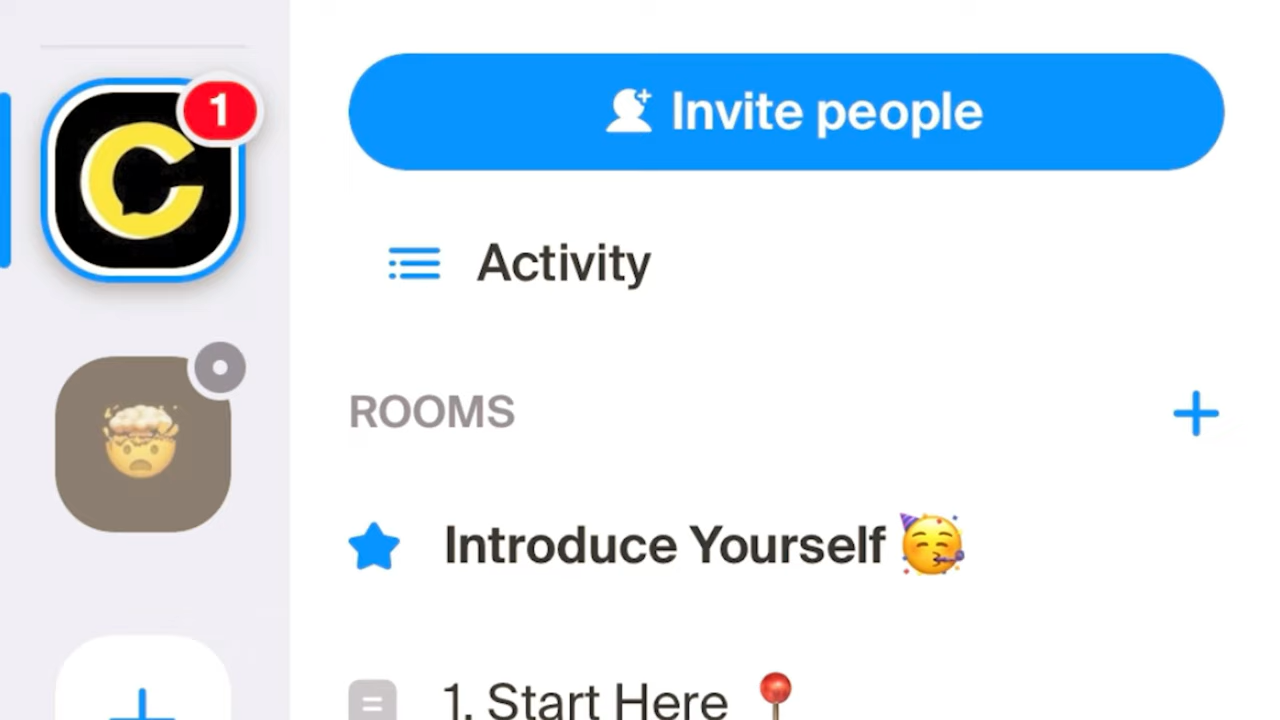 1
Invite people
Activity
ROOMS
Introduce Yourself 🥳
1. Start Here 📍